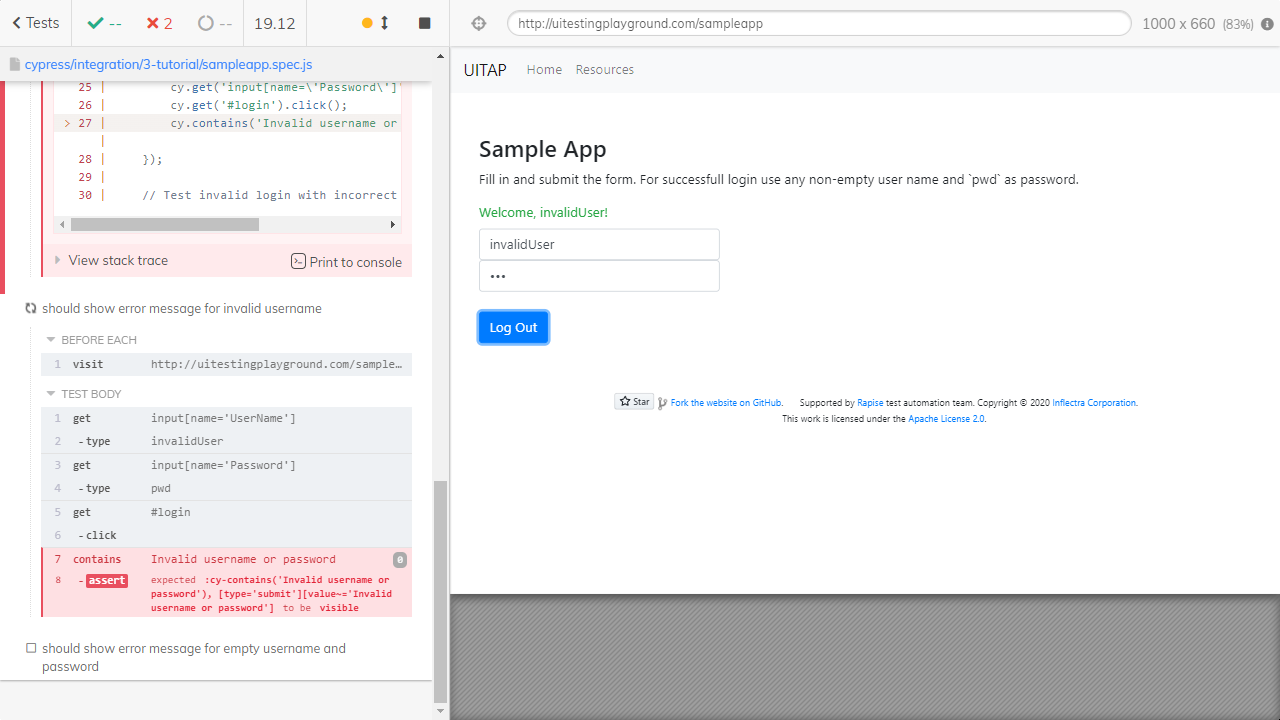 Tests
--
2
--
19.12
http://uitestingplayground.com/sampleapp
1000 x 660 (83%)
cypress/integration/3-tutorial/sampleapp.spec.js
25 | cy.get('input[name=\'Password\']
26 | cy.get('#login').click();
> 27 | cy.contains('Invalid username or
|
28 | });
29 |
30 | // Test invalid login with incorrect
View stack trace
Print to console
should show error message for invalid username
BEFORE EACH
1 visit http://uitestingplayground.com/sample…
TEST BODY
1 get input[name='UserName']
2 -type invalidUser
3 get input[name='Password']
4 -type pwd
5 get #login
6 -click
7 contains Invalid username or password 0
8 -assert expected :cy-contains('Invalid username or
password'), [type='submit'][value~='Invalid
username or password'] to be visible
should show error message for empty username and
password
UITAP
Home
Resources
Sample App
Fill in and submit the form. For successfull login use any non-empty user name and `pwd` as password.
Welcome, invalidUser!
invalidUser
•••
Log Out
Star Fork the website on GitHub. Supported by Rapise test automation team. Copyright © 2020 Inflectra Corporation.
This work is licensed under the Apache License 2.0.